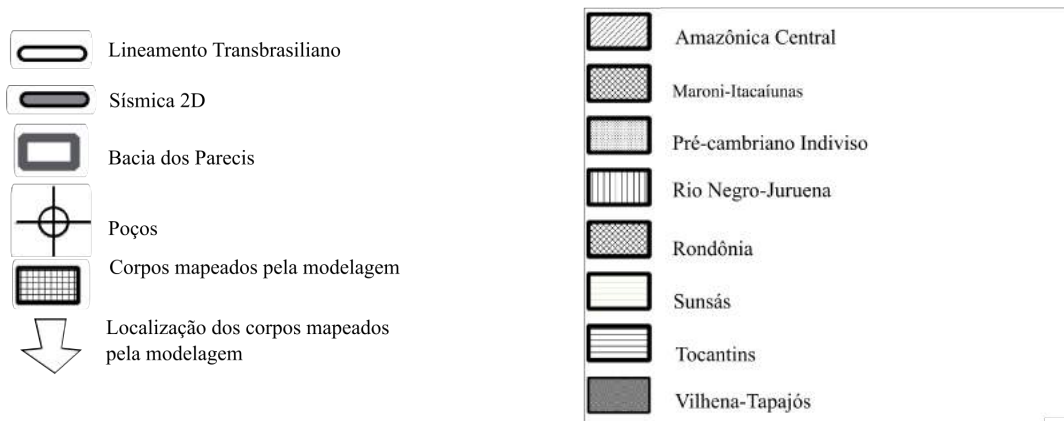 Lineamento Transbrasiliano
Sísmica 2D
Bacia dos Parecis
Poços
Corpos mapeados pela modelagem
Localização dos corpos mapeados
pela modelagem
Amazônica Central
Maroni-Itacaíunas
Pré-cambriano Indiviso
Rio Negro-Juruena
Rondônia
Sunsás
Tocantins
Vilhena-Tapajós